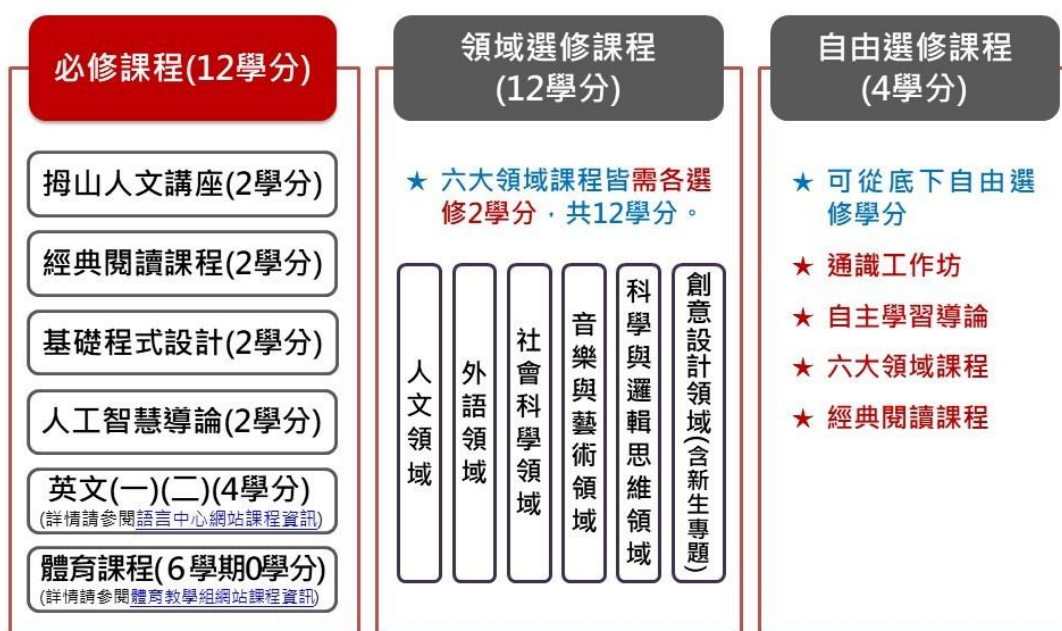 必修課程(12學分)
拇山人文講座(2學分)
經典閱讀課程(2學分)
基礎程式設計(2學分)
人工智慧導論(2學分)
英文(一)(二)(4學分)
(詳情請參閱語言中心網站課程資訊)
體育課程(6學期0學分)
(詳情請參閱體育教學組網站課程資訊)
領域選修課程
(12學分)
★ 六大領域課程皆需各選
修2學分，共12學分。
人文領域
外語領域
社會科學領域
音樂與藝術領域
科學與邏輯思維領域
創意設計領域(含新生專題)
自由選修課程
(4學分)
★ 可從底下自由選
修學分
★ 通識工作坊
★ 自主學習導論
★ 六大領域課程
★ 經典閱讀課程